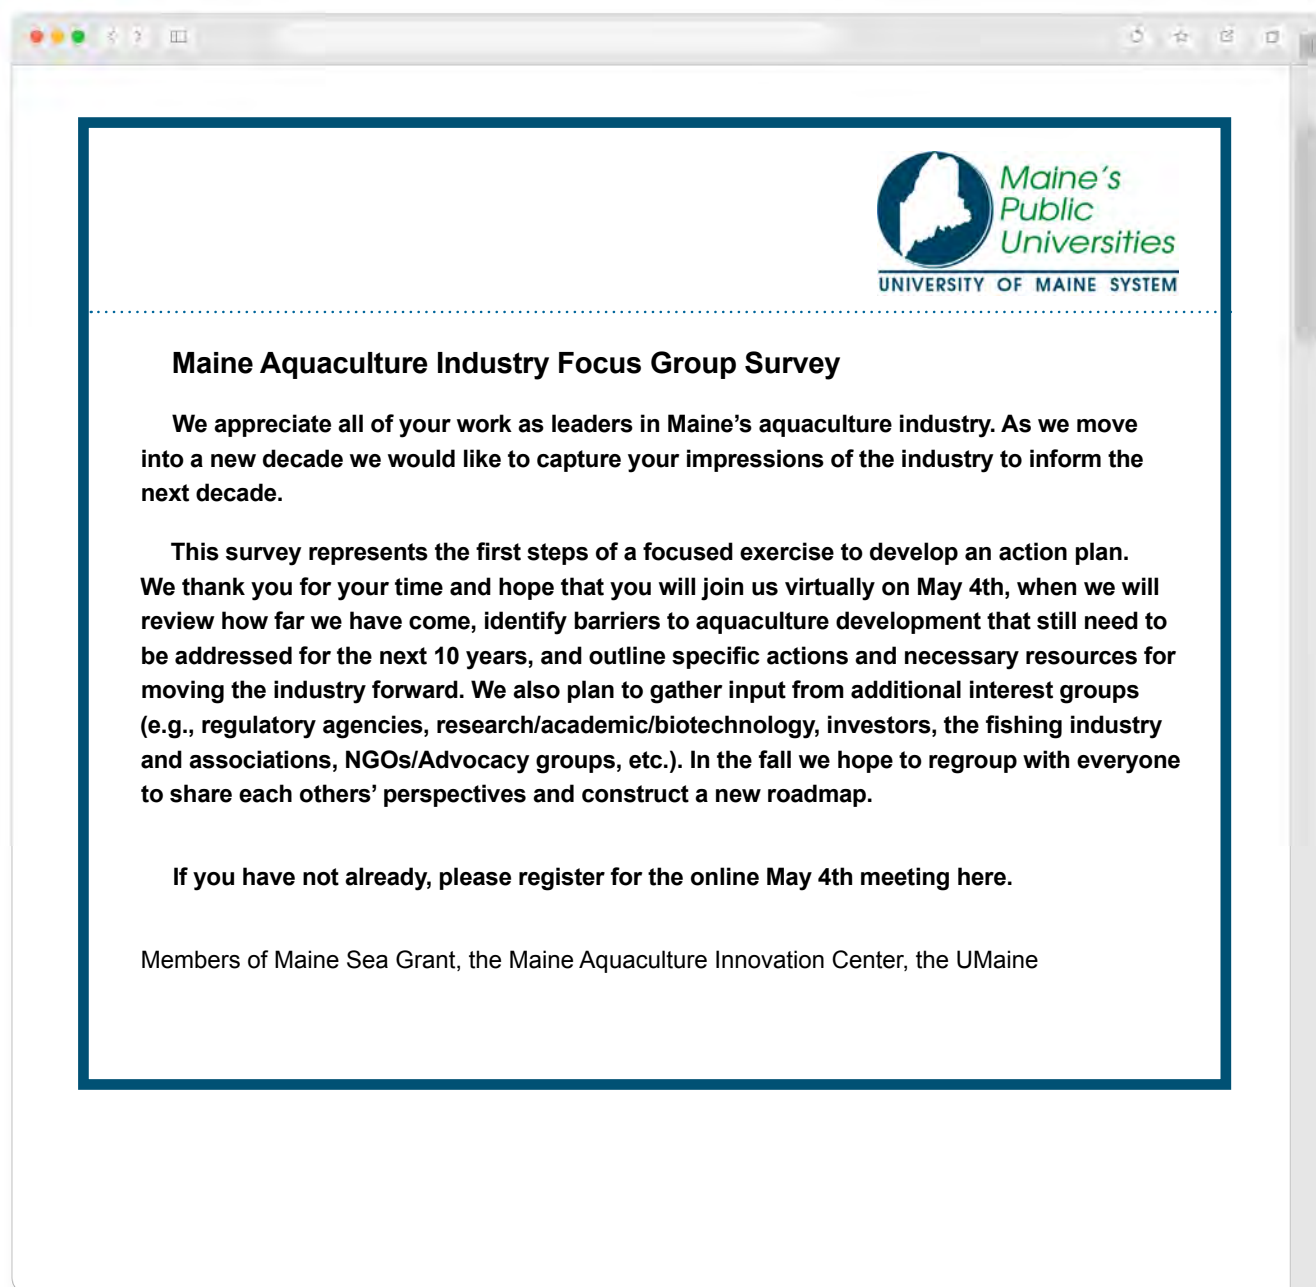 Maine's
Public
Universities
UNIVERSITY OF MAINE SYSTEM
Maine Aquaculture Industry Focus Group Survey
We appreciate all of your work as leaders in Maine’s aquaculture industry. As we move
into a new decade we would like to capture your impressions of the industry to inform the
next decade.
This survey represents the first steps of a focused exercise to develop an action plan.
We thank you for your time and hope that you will join us virtually on May 4th, when we will
review how far we have come, identify barriers to aquaculture development that still need to
be addressed for the next 10 years, and outline specific actions and necessary resources for
moving the industry forward. We also plan to gather input from additional interest groups
(e.g., regulatory agencies, research/academic/biotechnology, investors, the fishing industry
and associations, NGOs/Advocacy groups, etc.). In the fall we hope to regroup with everyone
to share each others’ perspectives and construct a new roadmap.
If you have not already, please register for the online May 4th meeting here.
Members of Maine Sea Grant, the Maine Aquaculture Innovation Center, the UMaine